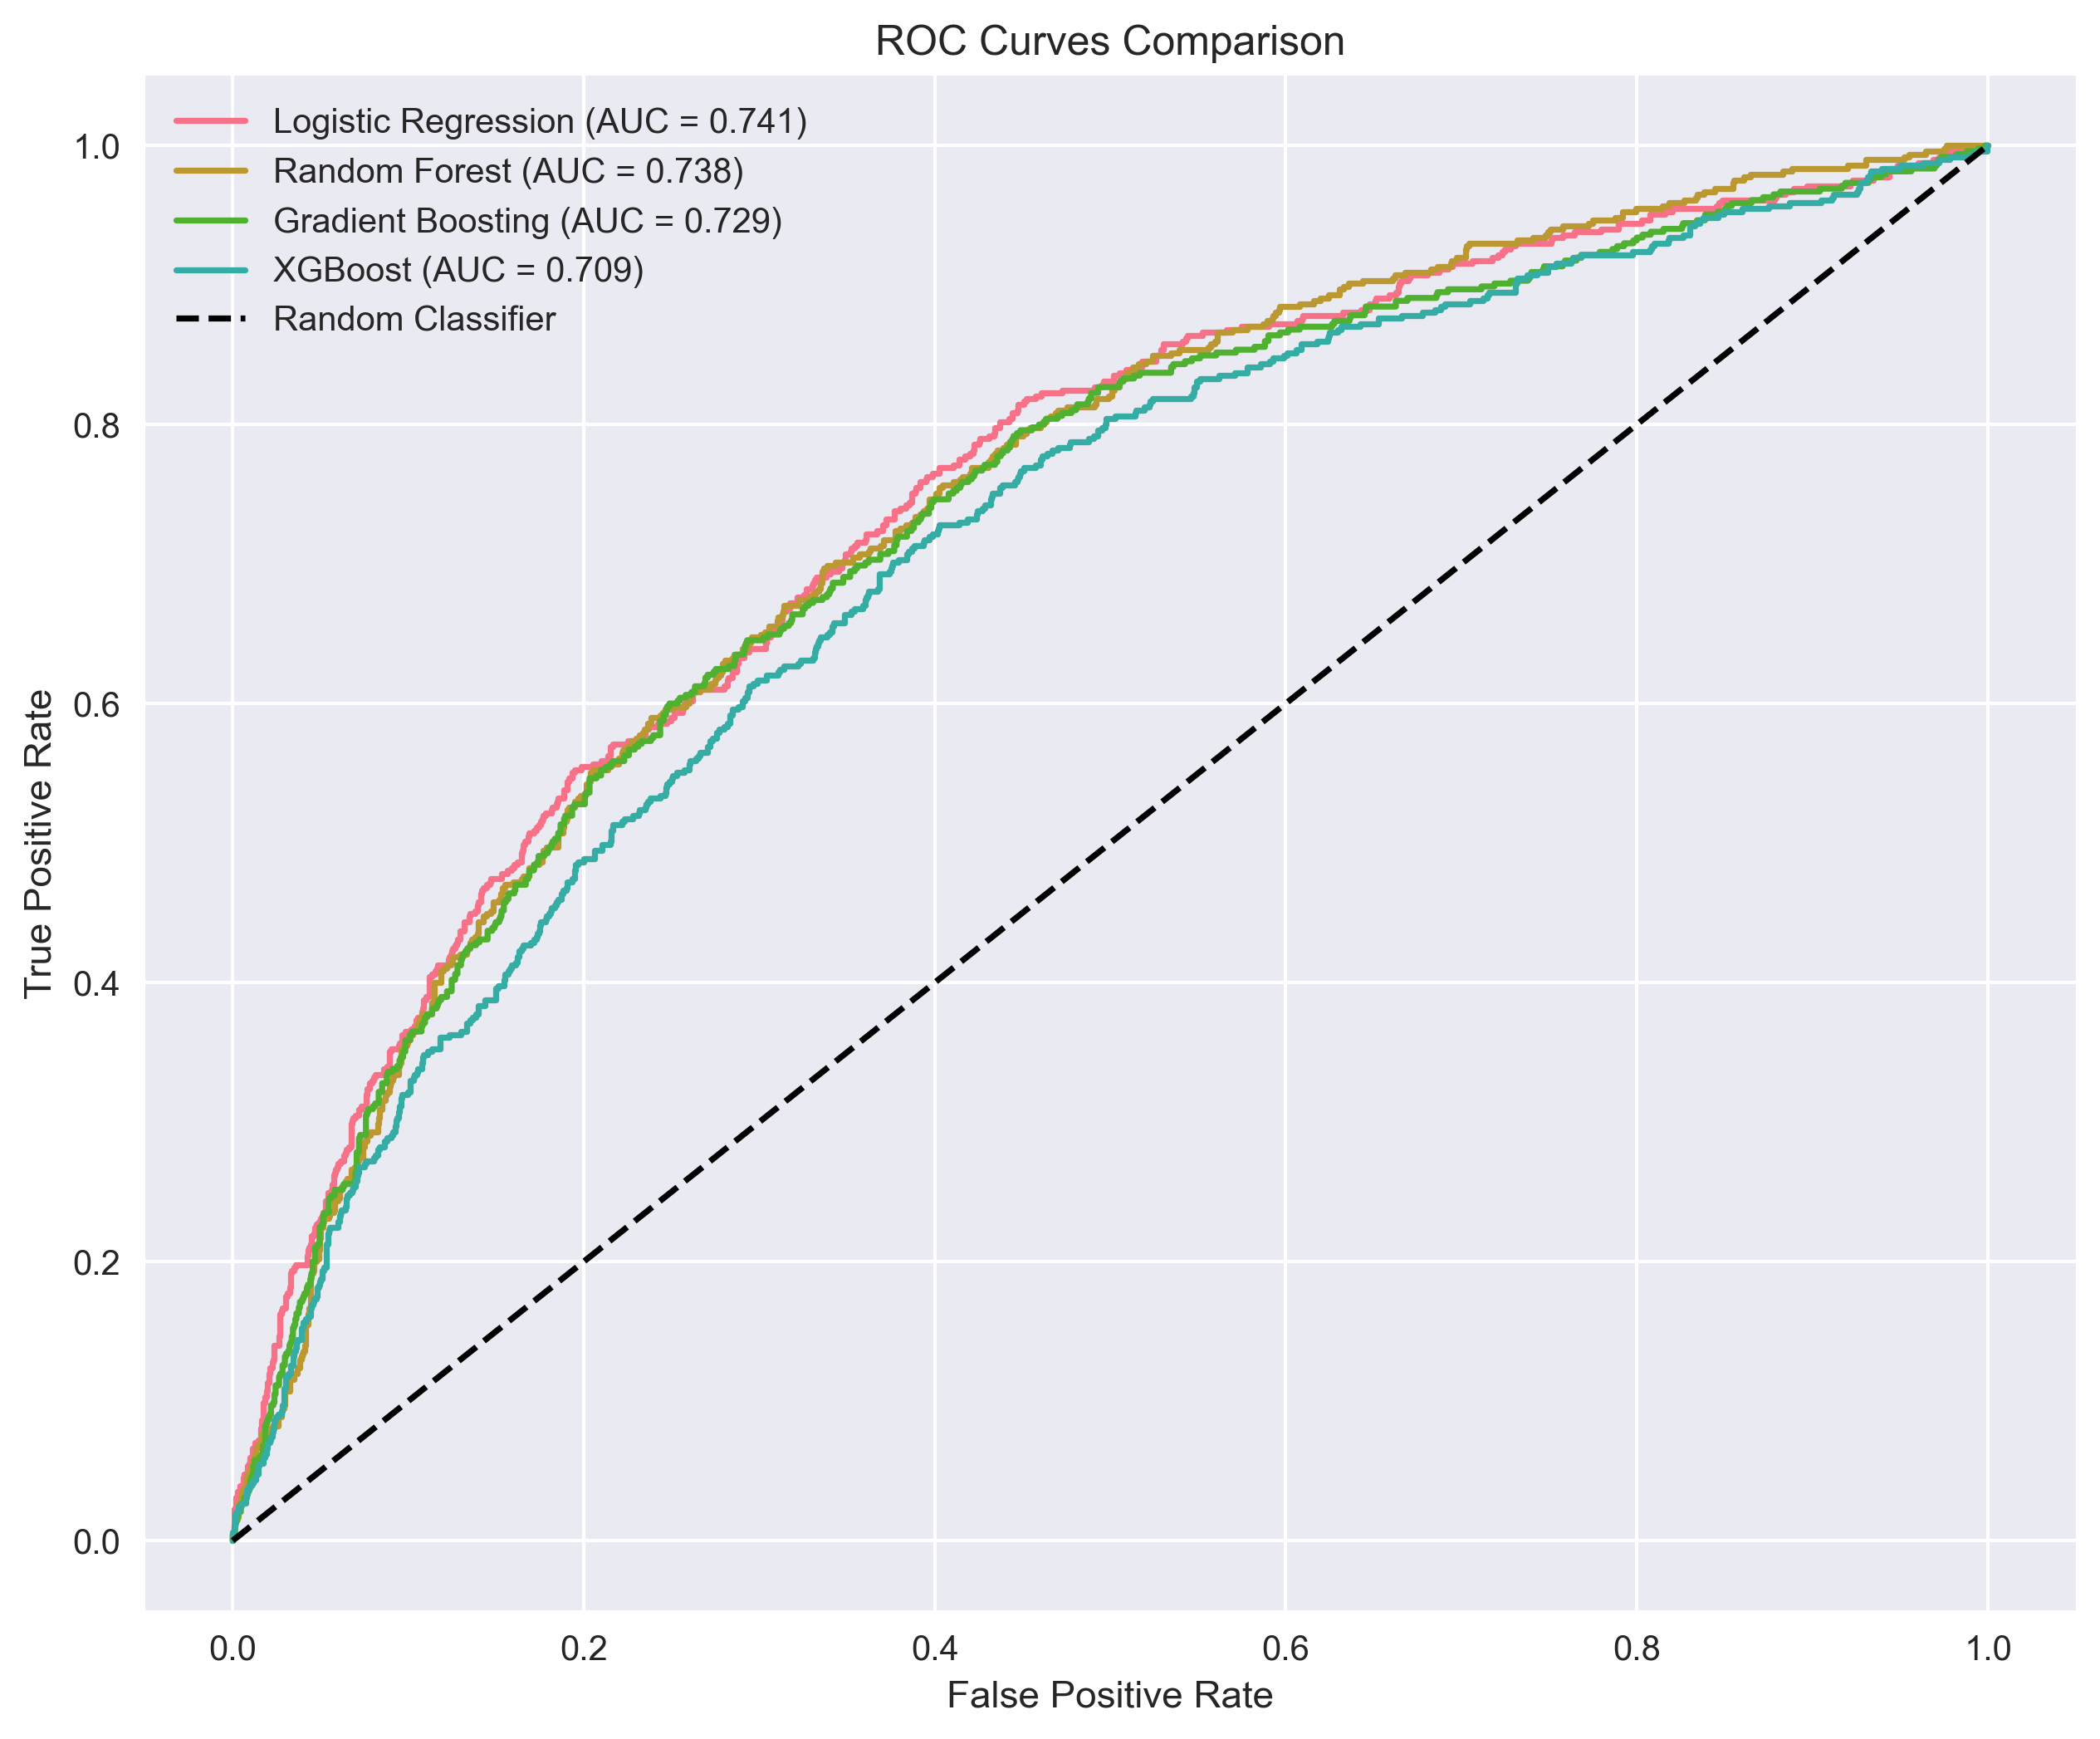 ROC Curves Comparison
Logistic Regression (AUC = 0.741)
Random Forest (AUC = 0.738)
Gradient Boosting (AUC = 0.729)
XGBoost (AUC = 0.709)
Random Classifier
True Positive Rate
1.0
0.8
0.6
0.4
0.2
0.0
0.0 0.2 0.4 0.6 0.8 1.0
False Positive Rate